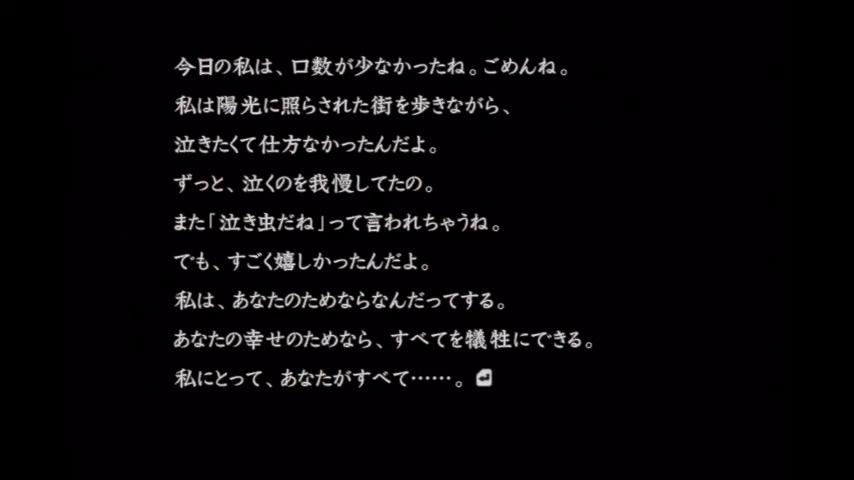 今日の私は、口数が少なかったね。ごめんね。
私は陽光に照らされた街を歩きながら、
泣きたくて仕方なかったんだよ。
ずっと、泣くのを我慢してたの。
また「泣き虫だね」って言われちゃうね。
でも、すごく嬉しかったんだよ。
私は、あなたのためならなんだってする。
あなたの幸せのためなら、すべてを犠牲にできる。
私にとって、あなたがすべて……。